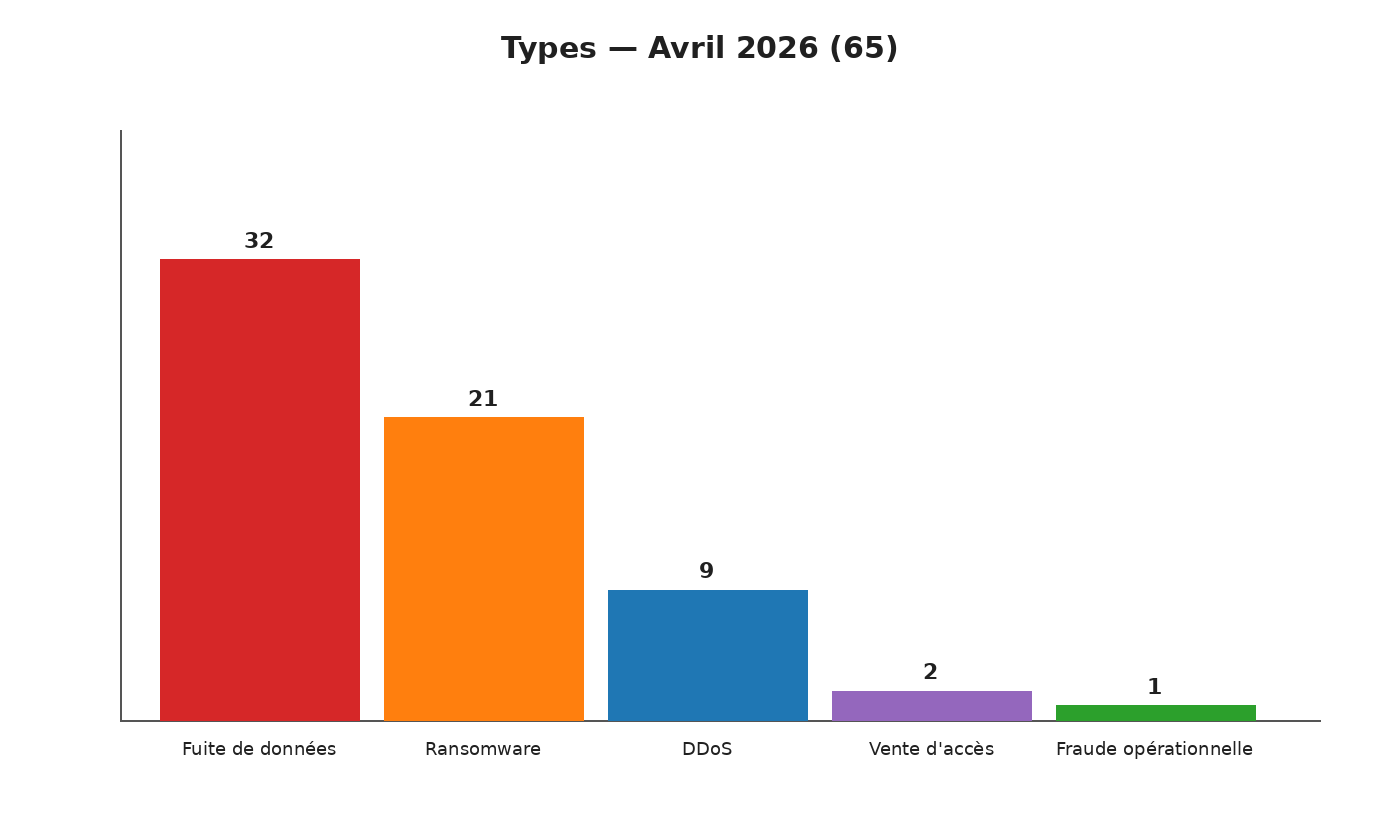 Types — Avril 2026 (65)
32
21
9
2
1
Fuite de données
Ransomware
DDoS
Vente d'accès
Fraude opérationnelle